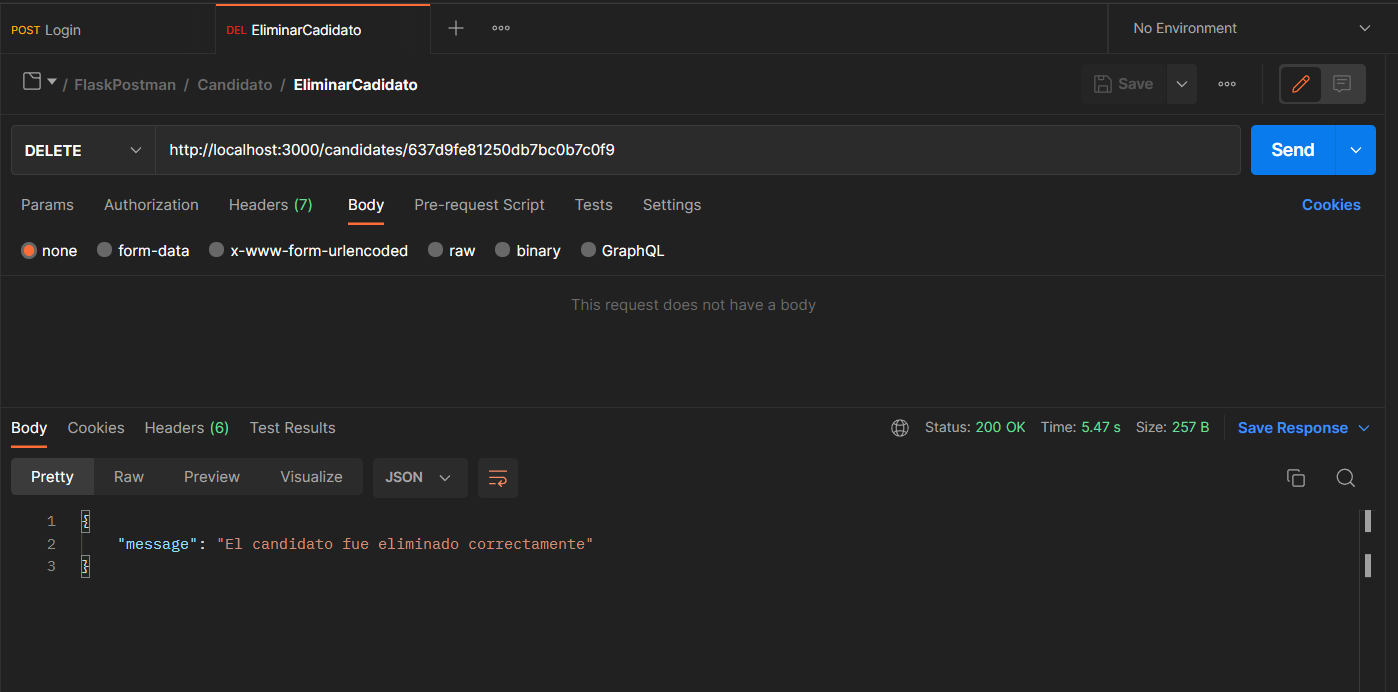 POST Login DEL EliminarCadidato No Environment
/ FlaskPostman / Candidato / EliminarCadidato Save
DELETE http://localhost:3000/candidates/637d9fe81250db7bc0b7c0f9 Send
Params Authorization Headers (7) Body Pre-request Script Tests Settings Cookies
none form-data x-www-form-urlencoded raw binary GraphQL
This request does not have a body
Body Cookies Headers (6) Test Results Status: 200 OK Time: 5.47 s Size: 257 B Save Response
Pretty Raw Preview Visualize JSON
1 {
2 "message": "El candidato fue eliminado correctamente"
3 }